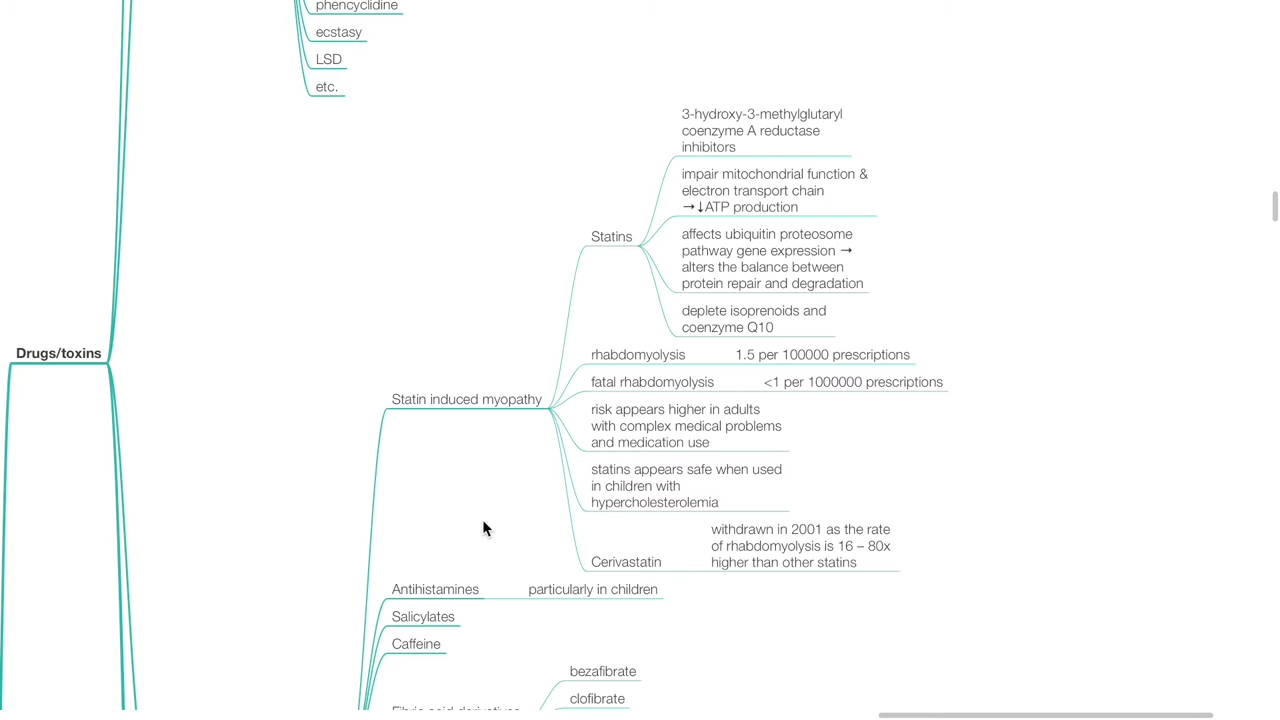 phencyclidine
ecstasy
LSD
etc.
Drugs/toxins
Statin induced myopathy
Statins
3-hydroxy-3-methylglutaryl
coenzyme A reductase
inhibitors
impair mitochondrial function &
electron transport chain
→↓ATP production
affects ubiquitin proteosome
pathway gene expression →
alters the balance between
protein repair and degradation
deplete isoprenoids and
coenzyme Q10
rhabdomyolysis 1.5 per 100000 prescriptions
fatal rhabdomyolysis <1 per 1000000 prescriptions
risk appears higher in adults
with complex medical problems
and medication use
statins appears safe when used
in children with
hypercholesterolemia
Cerivastatin
withdrawn in 2001 as the rate
of rhabdomyolysis is 16 – 80x
higher than other statins
Antihistamines particularly in children
Salicylates
Caffeine
Fibric acid derivatives
bezafibrate
clofibrate